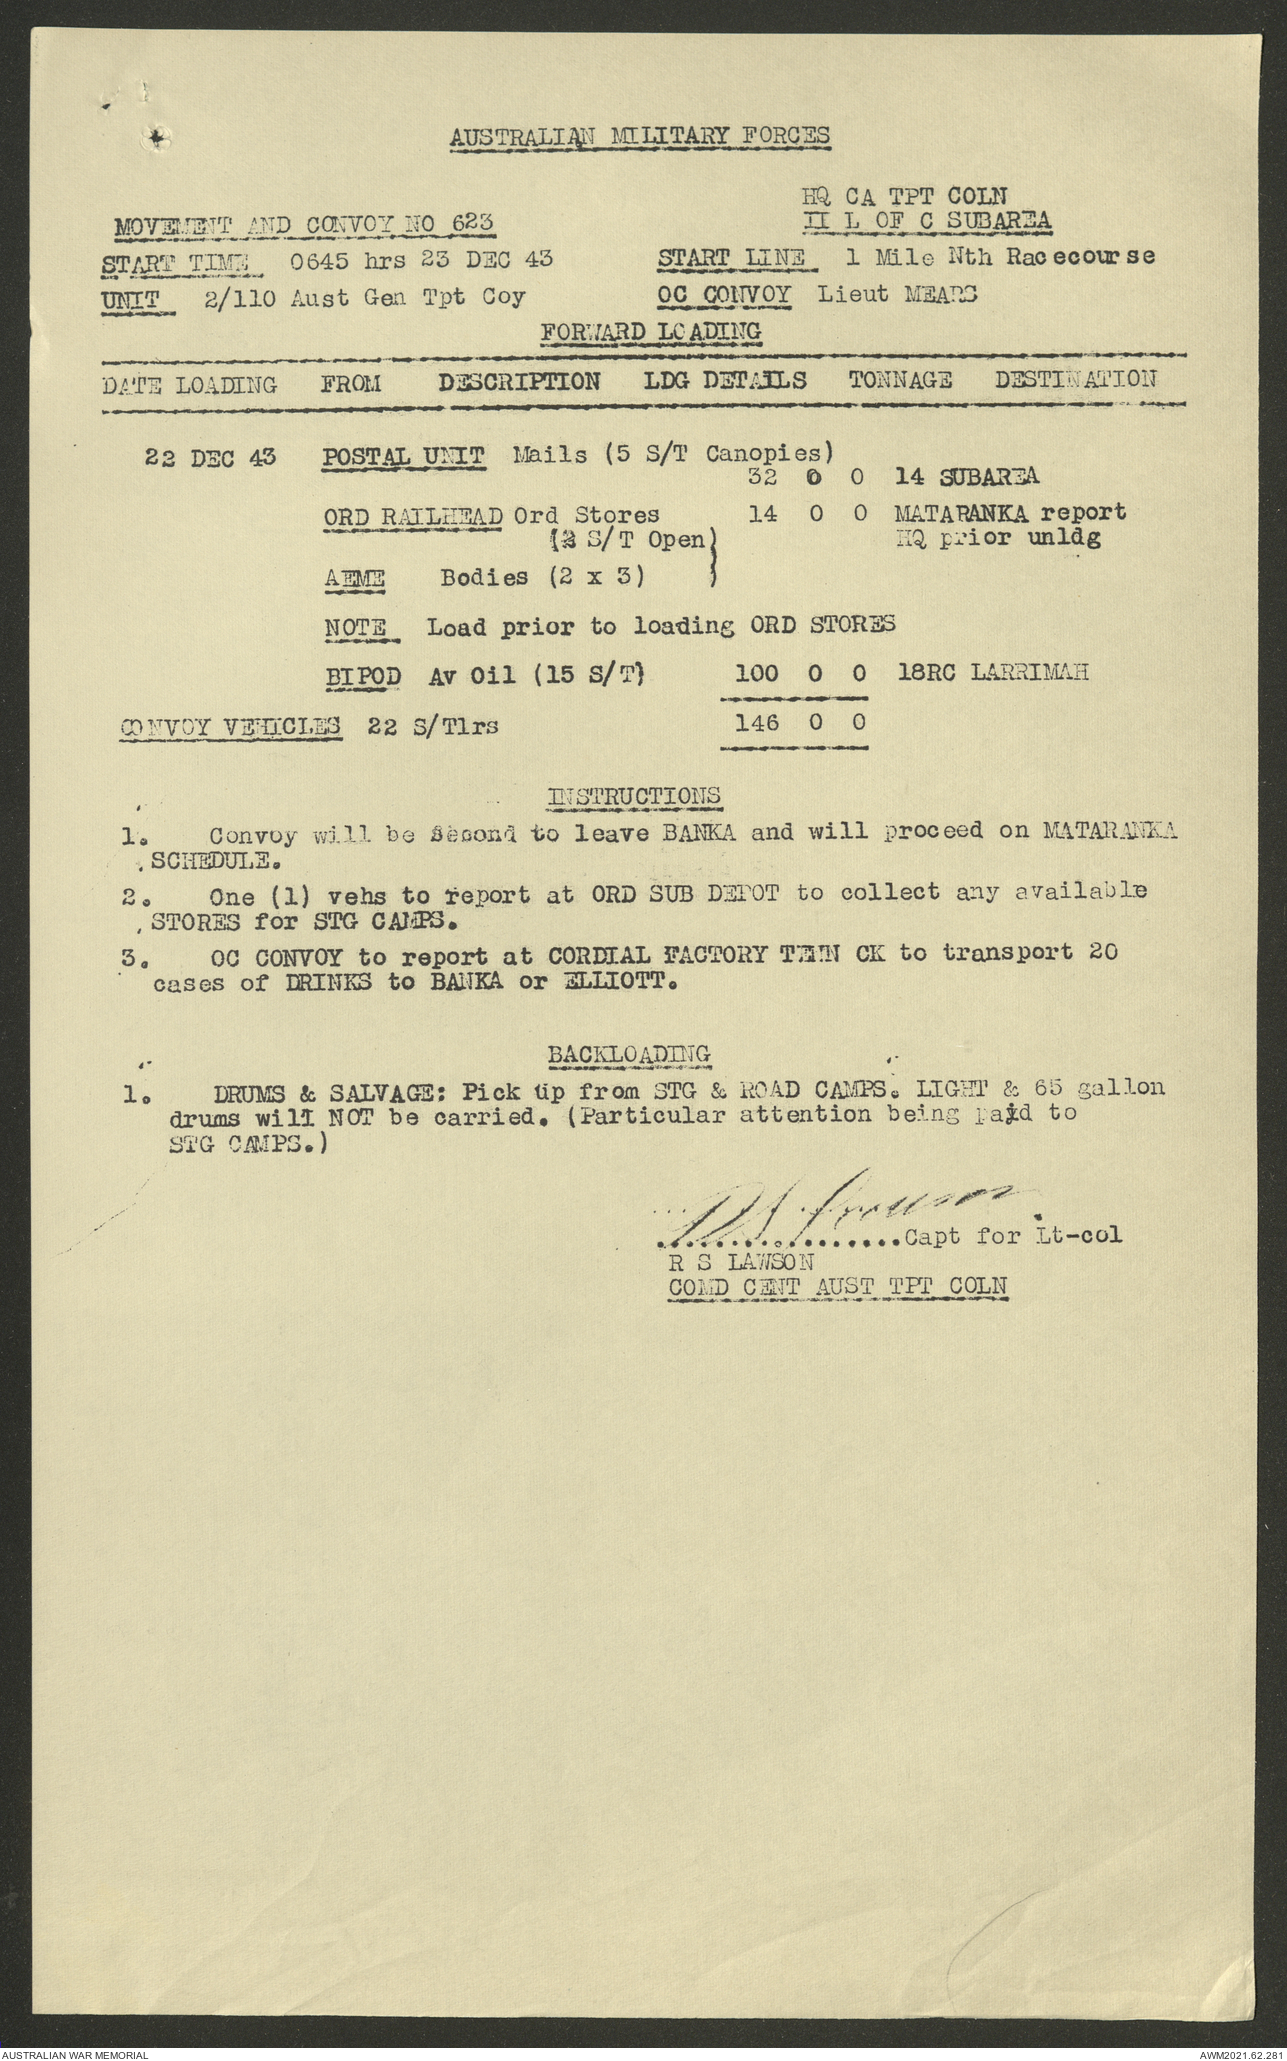 AUSTRALIAN MILITARY FORCES
HQ CA TPT COLN
MOVEMENT AND CONVOY NO 623 II L OF C SUBAREA
START TIME 0645 hrs 23 DEC 43 START LINE 1 Mile Nth Racecourse
UNIT 2/110 Aust Gen Tpt Coy OC CONVOY Lieut MEARS
FORWARD LOADING
DATE LOADING FROM DESCRIPTION LDG DETAILS TONNAGE DESTINATION
22 DEC 43 POSTAL UNIT Mails (5 S/T Canopies)
32 0 0 14 SUBAREA
ORD RAILHEAD Ord Stores 14 0 0 MATARANKA report
(2 S/T Open) HQ prior unldg
AEME Bodies (2 x 3) )
NOTE Load prior to loading ORD STORES
BIPOD Av Oil (15 S/T) 100 0 0 18RC LARRIMAH
CONVOY VEHICLES 22 S/Tlrs 146 0 0
INSTRUCTIONS
1. Convoy will be second to leave BANKA and will proceed on MATARANKA
SCHEDULE.
2. One (1) vehs to report at ORD SUB DEPOT to collect any available
STORES for STG CAMPS.
3. OC CONVOY to report at CORDIAL FACTORY CK to transport 20
cases of DRINKS to BANKA or ELLIOTT.
BACKLOADING
1. DRUMS & SALVAGE: Pick up from STG & ROAD CAMPS. LIGHT & 65 gallon
drums will NOT be carried. (Particular attention being paid to
STG CAMPS.)
................Capt for Lt-col
R S LAWSON
COMD CENT AUST TPT COLN
AUSTRALIAN WAR MEMORIAL AWM2021.62.281